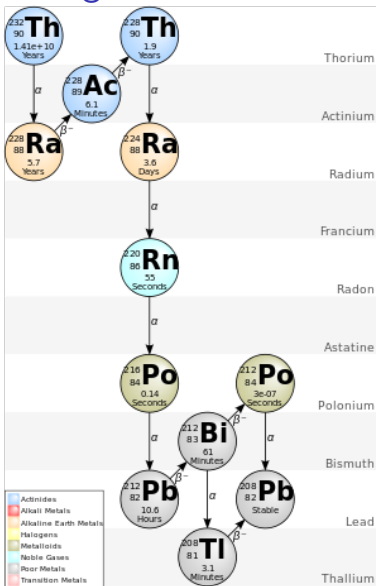 232
90
Th
1.41e+10
Years
228
90
Th
1.9
Years
Thorium
α
β⁻
228
89
Ac
6.1
Minutes
α
Actinium
β⁻
228
88
Ra
5.7
Years
224
88
Ra
3.6
Days
Radium
α
Francium
220
86
Rn
55
Seconds
Radon
α
Astatine
216
84
Po
0.14
Seconds
212
84
Po
3e-07
Seconds
Polonium
α
β⁻
212
83
Bi
61
Minutes
α
Bismuth
β⁻
212
82
Pb
10.6
Hours
α
208
82
Pb
Stable
Lead
β⁻
208
81
Tl
3.1
Minutes
Thallium
Actinides
Alkali Metals
Alkaline Earth Metals
Halogens
Metalloids
Noble Gases
Poor Metals
Transition Metals